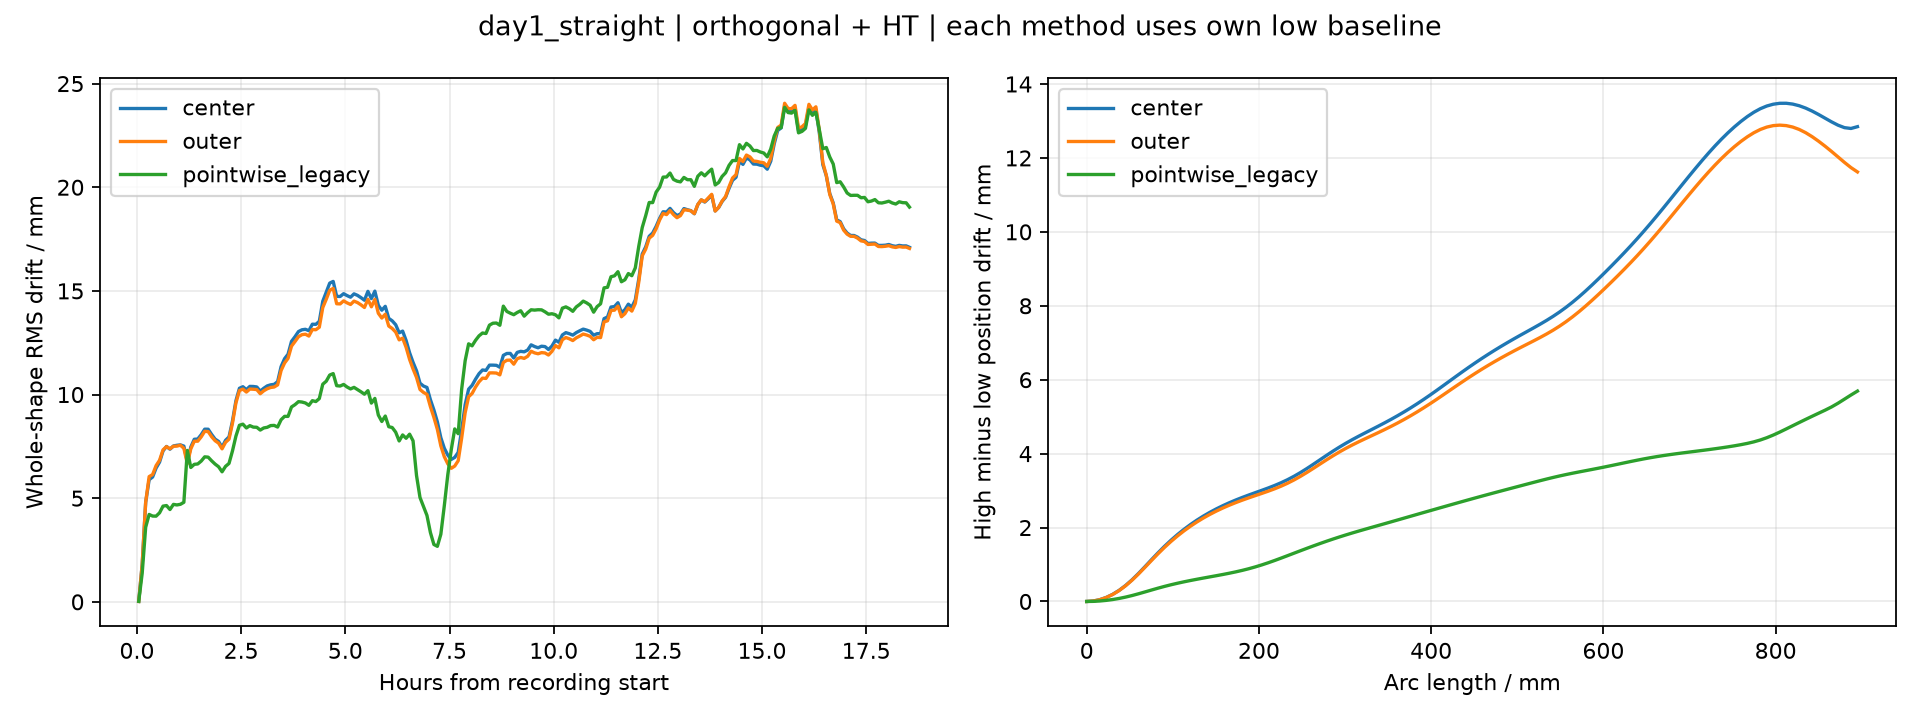 day1_straight | orthogonal + HT | each method uses own low baseline
Whole-shape RMS drift / mm
25
20
15
10
5
0
center
outer
pointwise_legacy
0.0 2.5 5.0 7.5 10.0 12.5 15.0 17.5
Hours from recording start
High minus low position drift / mm
14
12
10
8
6
4
2
0
center
outer
pointwise_legacy
0 200 400 600 800
Arc length / mm